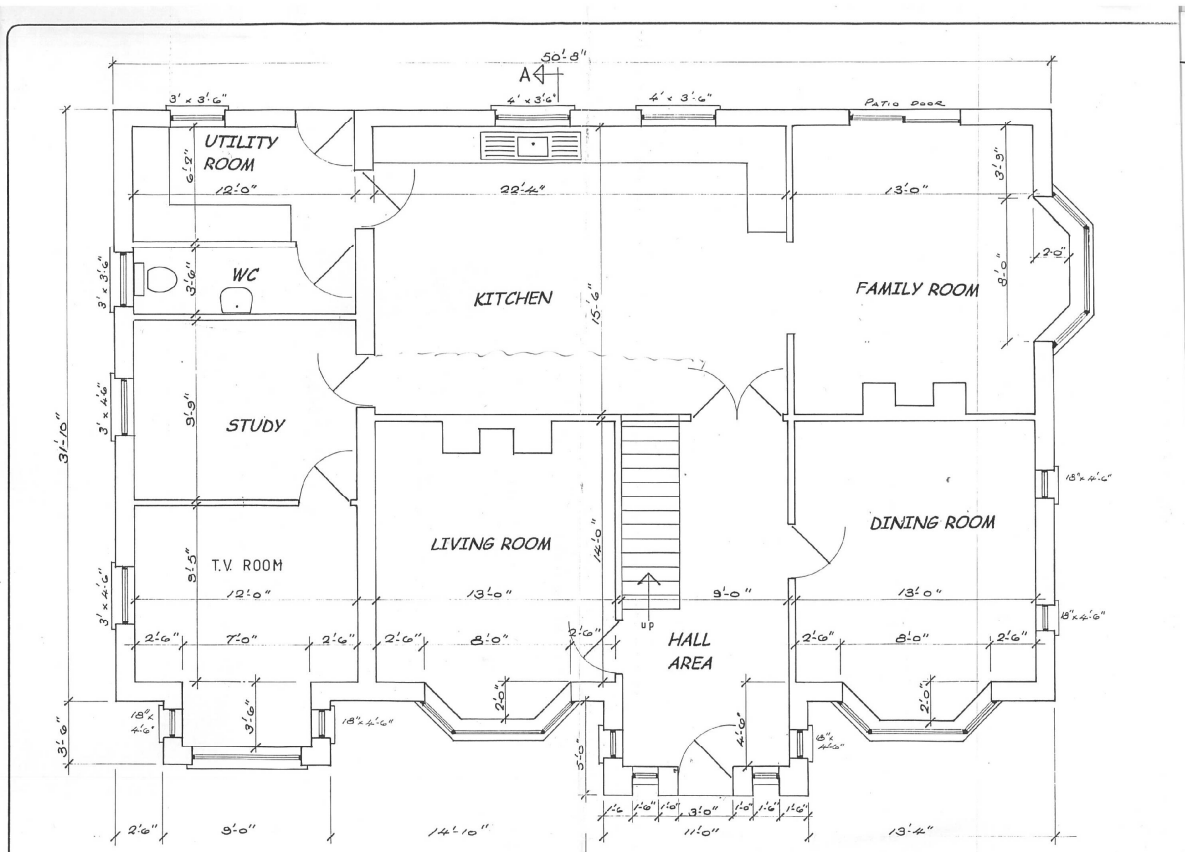 50'-8"
A
3' x 3'-6"
4' x 3'-6"
4' x 3'-6"
PATIO DOOR
UTILITY
ROOM
6'-2"
12'-0"
22'-4"
13'-0"
3'-9"
3' x 3'-6"
3'-6"
WC
KITCHEN
15'-6"
FAMILY ROOM
8'-0"
2'-0"
31'-10"
3' x 4'-6"
9'-9"
STUDY
18" x 4'-6"
LIVING ROOM
14'-0"
DINING ROOM
9'-5"
T.V. ROOM
3' x 4'-6"
12'-0"
13'-0"
9'-0"
13'-0"
18" x 4'-6"
up
2'-6"
7'-0"
2'-6"
2'-6"
8'-0"
2'-6"
HALL
AREA
2'-6"
8'-0"
2'-6"
3'-6"
18" x
4'-6"
3'-6"
18" x 4'-6"
2'-0"
5'-0"
4'-6"
18" x
4'-6"
2'-0"
1'-6
1'-6"
1'-0"
3'-0"
1'-0"
1'-6"
1'-6"
2'-6"
9'-0"
14'-10"
11'-0"
13'-4"